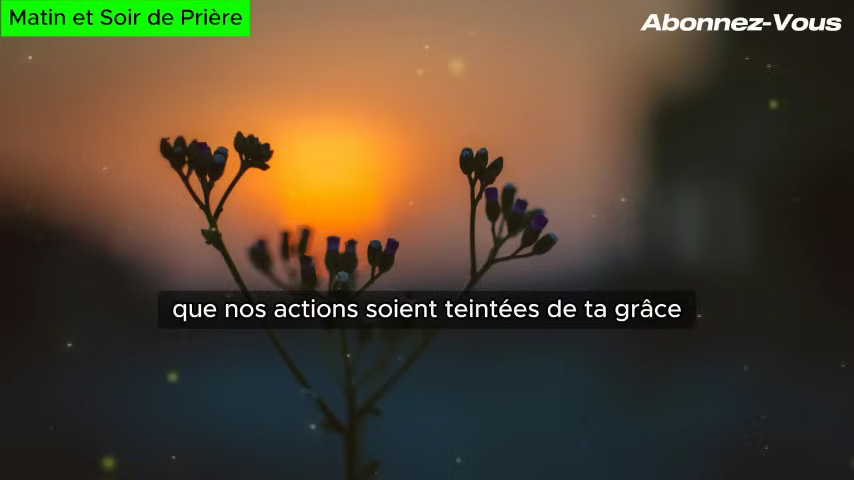 Matin et Soir de Prière
Abonnez-Vous
que nos actions soient teintées de ta grâce